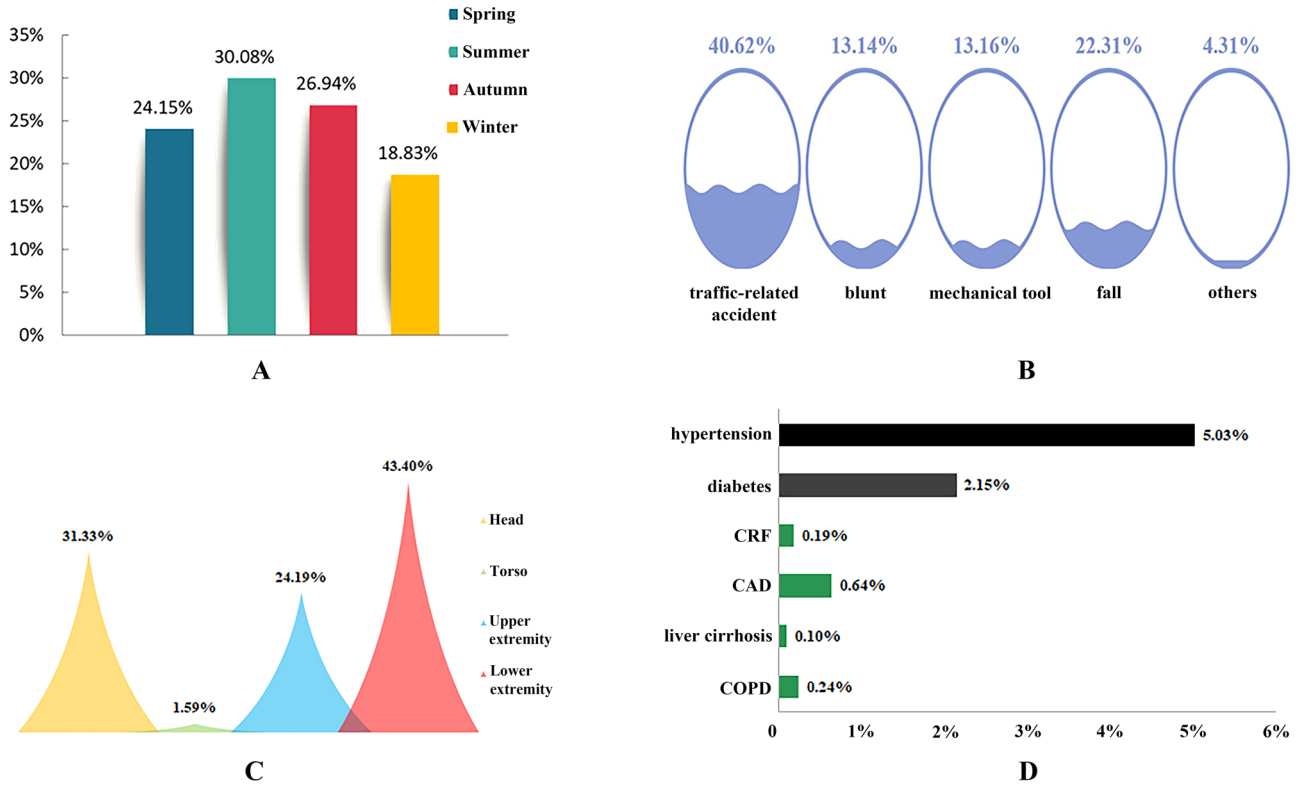 Spring
Summer
Autumn
Winter
35%
30%
25%
20%
15%
10%
5%
0%
24.15%
30.08%
26.94%
18.83%
A
40.62%
13.14%
13.16%
22.31%
4.31%
traffic-related
accident
blunt
mechanical tool
fall
others
B
31.33%
1.59%
24.19%
43.40%
Head
Torso
Upper
extremity
Lower
extremity
C
hypertension
5.03%
diabetes
2.15%
CRF
0.19%
CAD
0.64%
liver cirrhosis
0.10%
COPD
0.24%
0
1%
2%
3%
4%
5%
6%
D